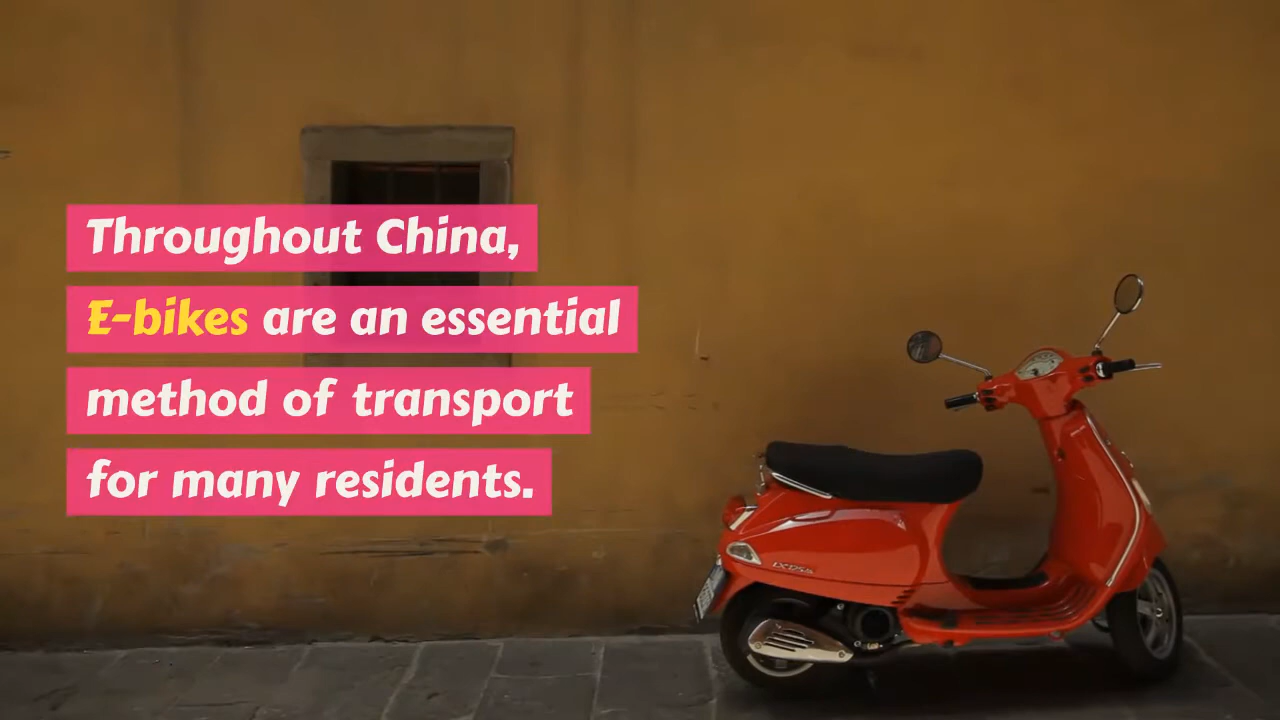 Throughout China,
E-bikes are an essential
method of transport
for many residents.